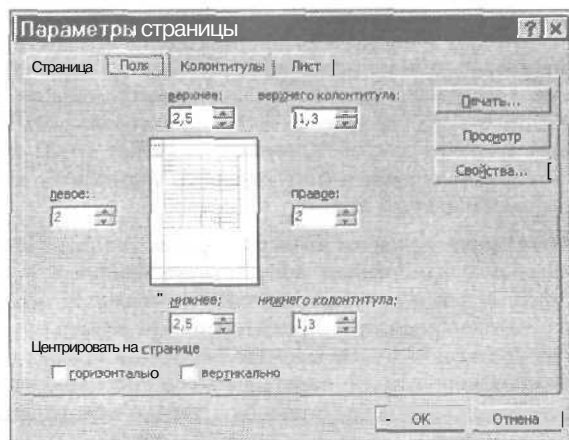 Параметры страницы
Страница Поля Колонтитулы Лист
верхнее: верхнего колонтитула:
2,5 1,3
Печать...
Просмотр
Свойства...
левое: правое:
2 2
нижнее: нижнего колонтитула:
2,5 1,3
Центрировать на странице
горизонтально вертикально
OK Отмена